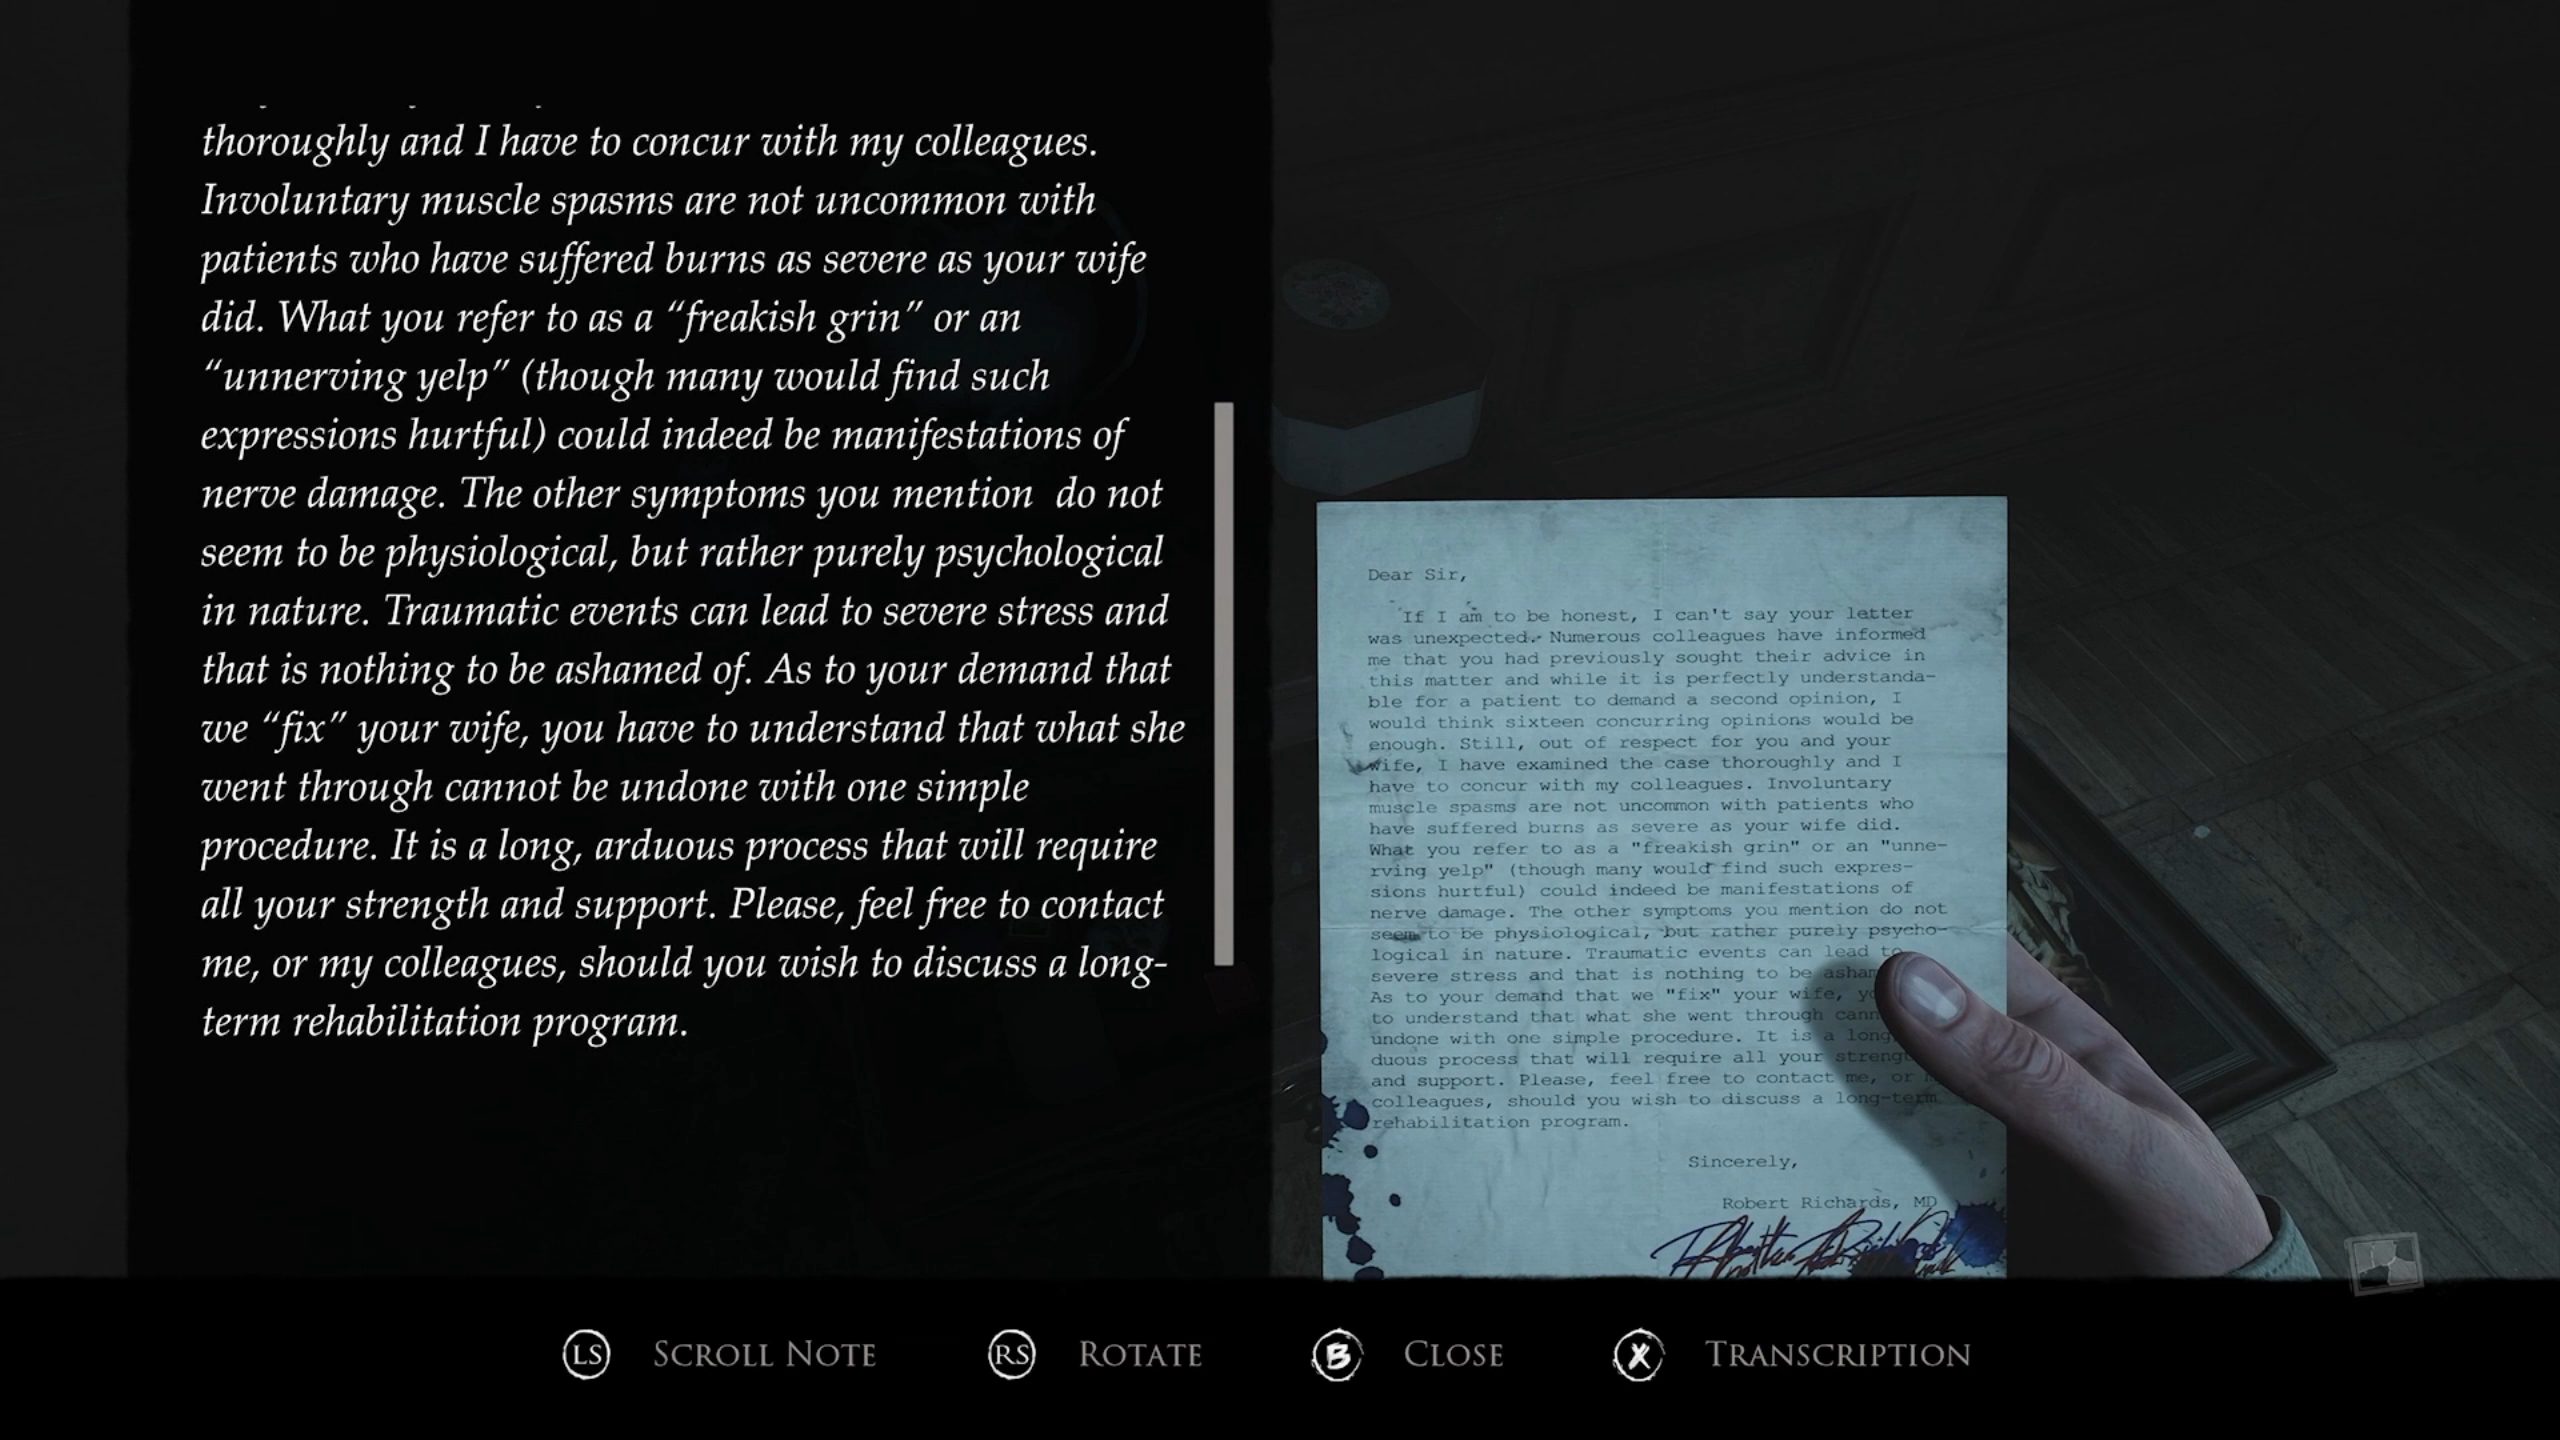 thoroughly and I have to concur with my colleagues.
Involuntary muscle spasms are not uncommon with
patients who have suffered burns as severe as your wife
did. What you refer to as a “freakish grin” or an
“unnerving yelp” (though many would find such
expressions hurtful) could indeed be manifestations of
nerve damage. The other symptoms you mention  do not
seem to be physiological, but rather purely psychological
in nature. Traumatic events can lead to severe stress and
that is nothing to be ashamed of. As to your demand that
we “fix” your wife, you have to understand that what she
went through cannot be undone with one simple
procedure. It is a long, arduous process that will require
all your strength and support. Please, feel free to contact
me, or my colleagues, should you wish to discuss a long-
term rehabilitation program.
Dear Sir,
If I am to be honest, I can't say your letter
was unexpected. Numerous colleagues have informed
me that you had previously sought their advice in
this matter and while it is perfectly understanda-
ble for a patient to demand a second opinion, I
would think sixteen concurring opinions would be
enough. Still, out of respect for you and your
wife, I have examined the case thoroughly and I
have to concur with my colleagues. Involuntary
muscle spasms are not uncommon with patients who
have suffered burns as severe as your wife did.
What you refer to as a "freakish grin" or an "unne-
rving yelp" (though many would find such expres-
sions hurtful) could indeed be manifestations of
nerve damage. The other symptoms you mention do not
seem to be physiological, but rather purely psycho-
logical in nature. Traumatic events can lead to
severe stress and that is nothing to be asham
As to your demand that we "fix" your wife, y
to understand that what she went through cann
undone with one simple procedure. It is a long
duous process that will require all your strengt
and support. Please, feel free to contact me, or
colleagues, should you wish to discuss a long-term
rehabilitation program.
Sincerely,
Robert Richards, MD
LS SCROLL NOTE RS ROTATE B CLOSE X TRANSCRIPTION